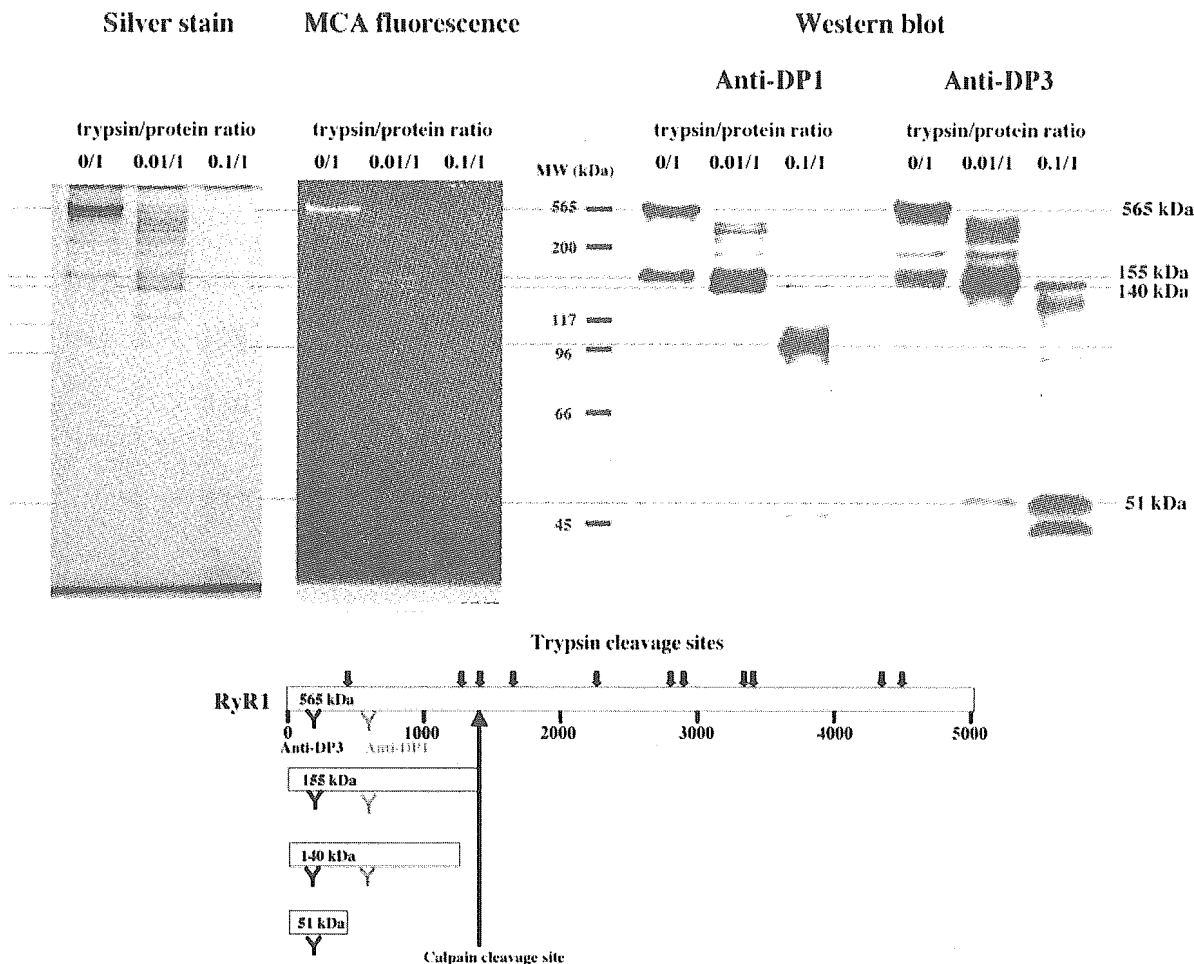 Silver stain MCA fluorescence Western blot
Anti-DP1 Anti-DP3
trypsin/protein ratio trypsin/protein ratio trypsin/protein ratio trypsin/protein ratio
0/1 0.01/1 0.1/1 0/1 0.01/1 0.1/1 MW (kDa) 0/1 0.01/1 0.1/1 0/1 0.01/1 0.1/1
565 565 kDa
200
155 kDa
140 kDa
117
96
66
51 kDa
45
Trypsin cleavage sites
RyR1 565 kDa
0 1000 2000 3000 4000 5000
Anti-DP3 Anti-DP1
155 kDa
140 kDa
51 kDa
Calpain cleavage site